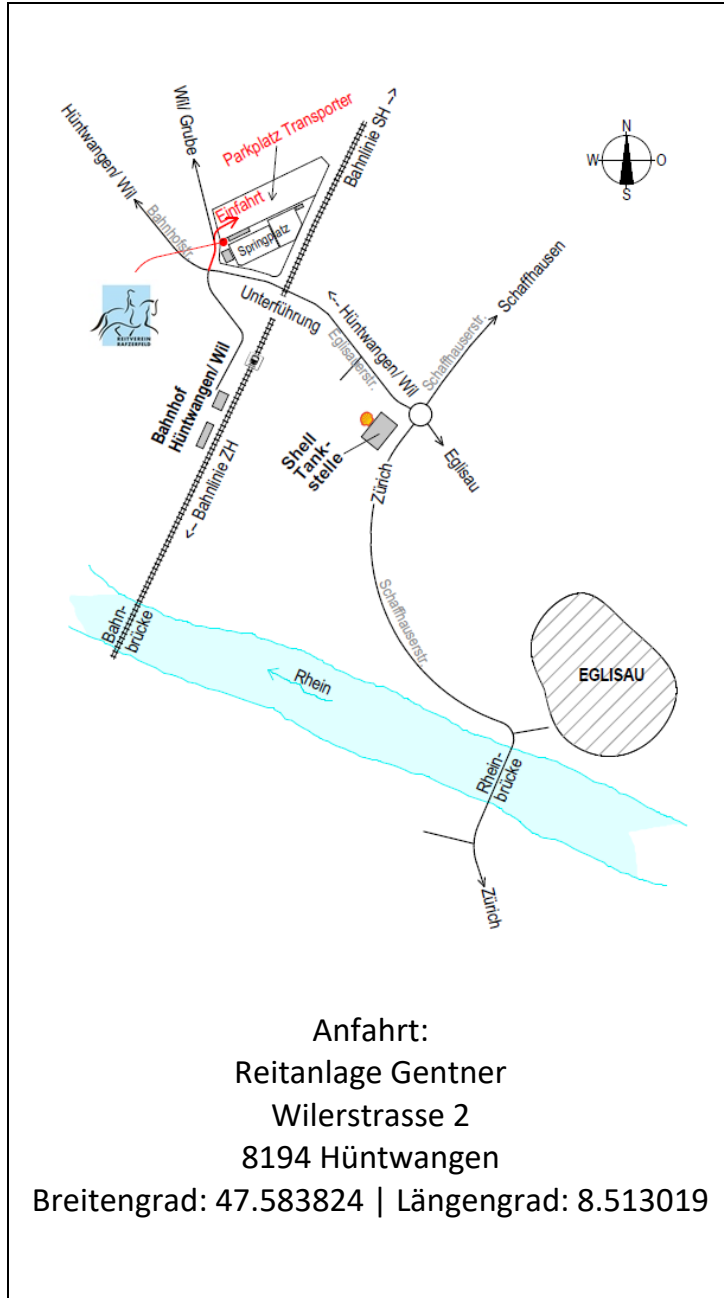 Hüntwangen/ Wil
Wil/ Grube
Parkplatz Transporter
Bahnlinie SH -->
N
W
O
S
Bahnhofstr.
Einfahrt
Springplatz
REITVEREIN
RAFZERFELD
Unterführung
<-- Hüntwangen/ Wil
Eglisauerstr.
Schaffhauserstr.
Schaffhausen
Bahnhof
Hüntwangen/ Wil
<-- Bahnlinie ZH
Shell
Tank-
stelle
Zürich
Eglisau
Schaffhauserstr.
Bahn-
brücke
Rhein
EGLISAU
Rhein-
brücke
Zürich
Anfahrt:
Reitanlage Gentner
Wilerstrasse 2
8194 Hüntwangen
Breitengrad: 47.583824 | Längengrad: 8.513019